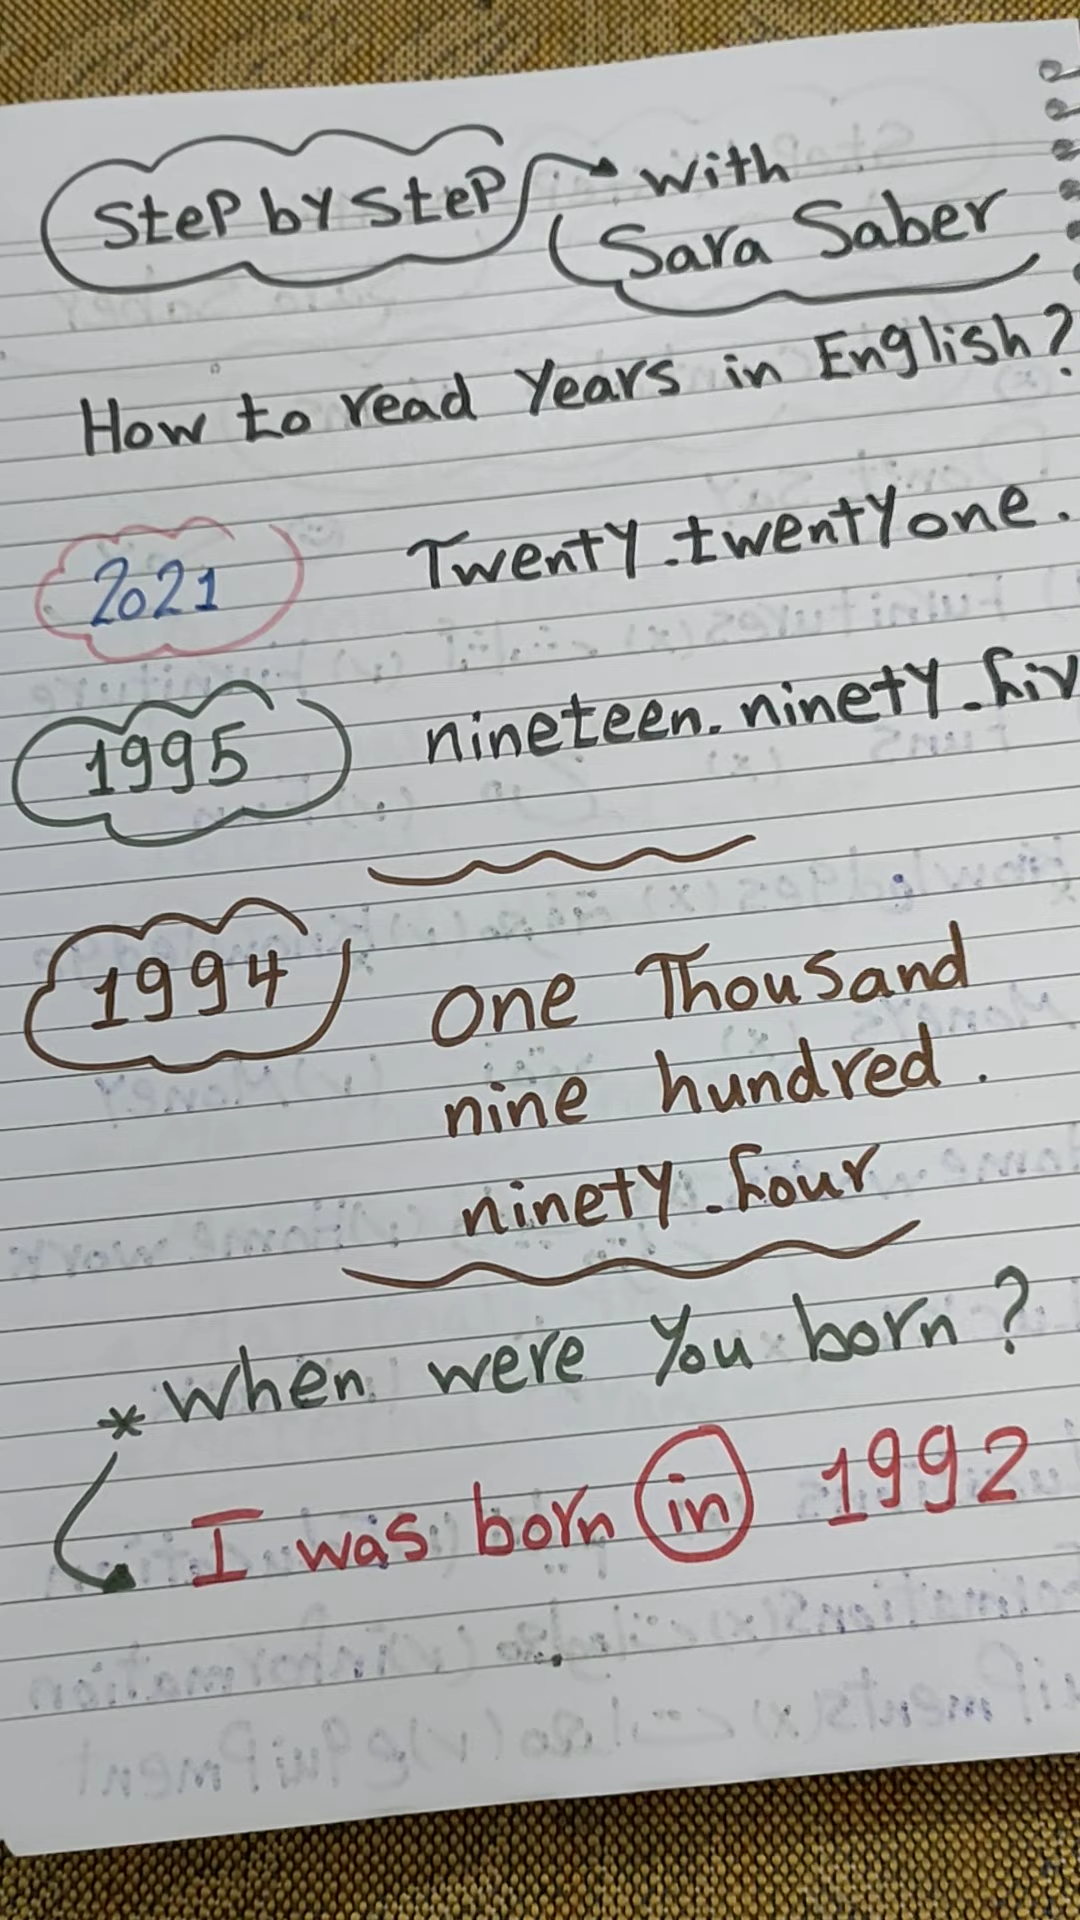 SteP by SteP with
Sara Saber
How to read Years in English?
2021 Twenty-twenty one.
1995 nineteen-ninety-fiv
1994 one Thousand
nine hundred.
ninety-four
* When were You born?
I was born in 1992